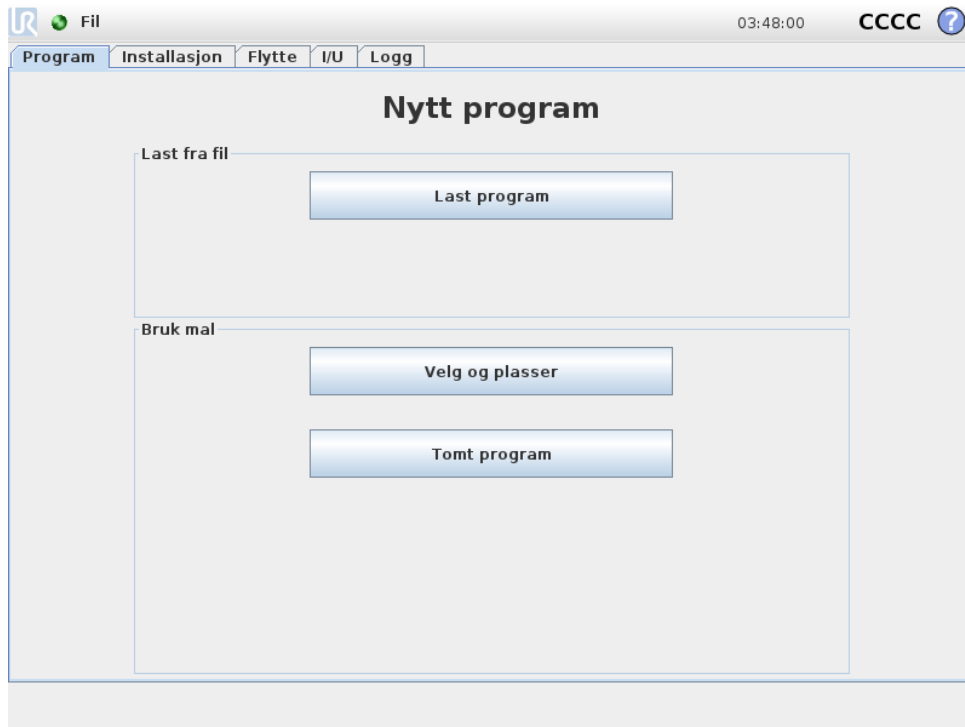 UR Fil 03:48:00 CCCC ?
Program Installasjon Flytte I/U Logg
Nytt program
Last fra fil
Last program
Bruk mal
Velg og plasser
Tomt program